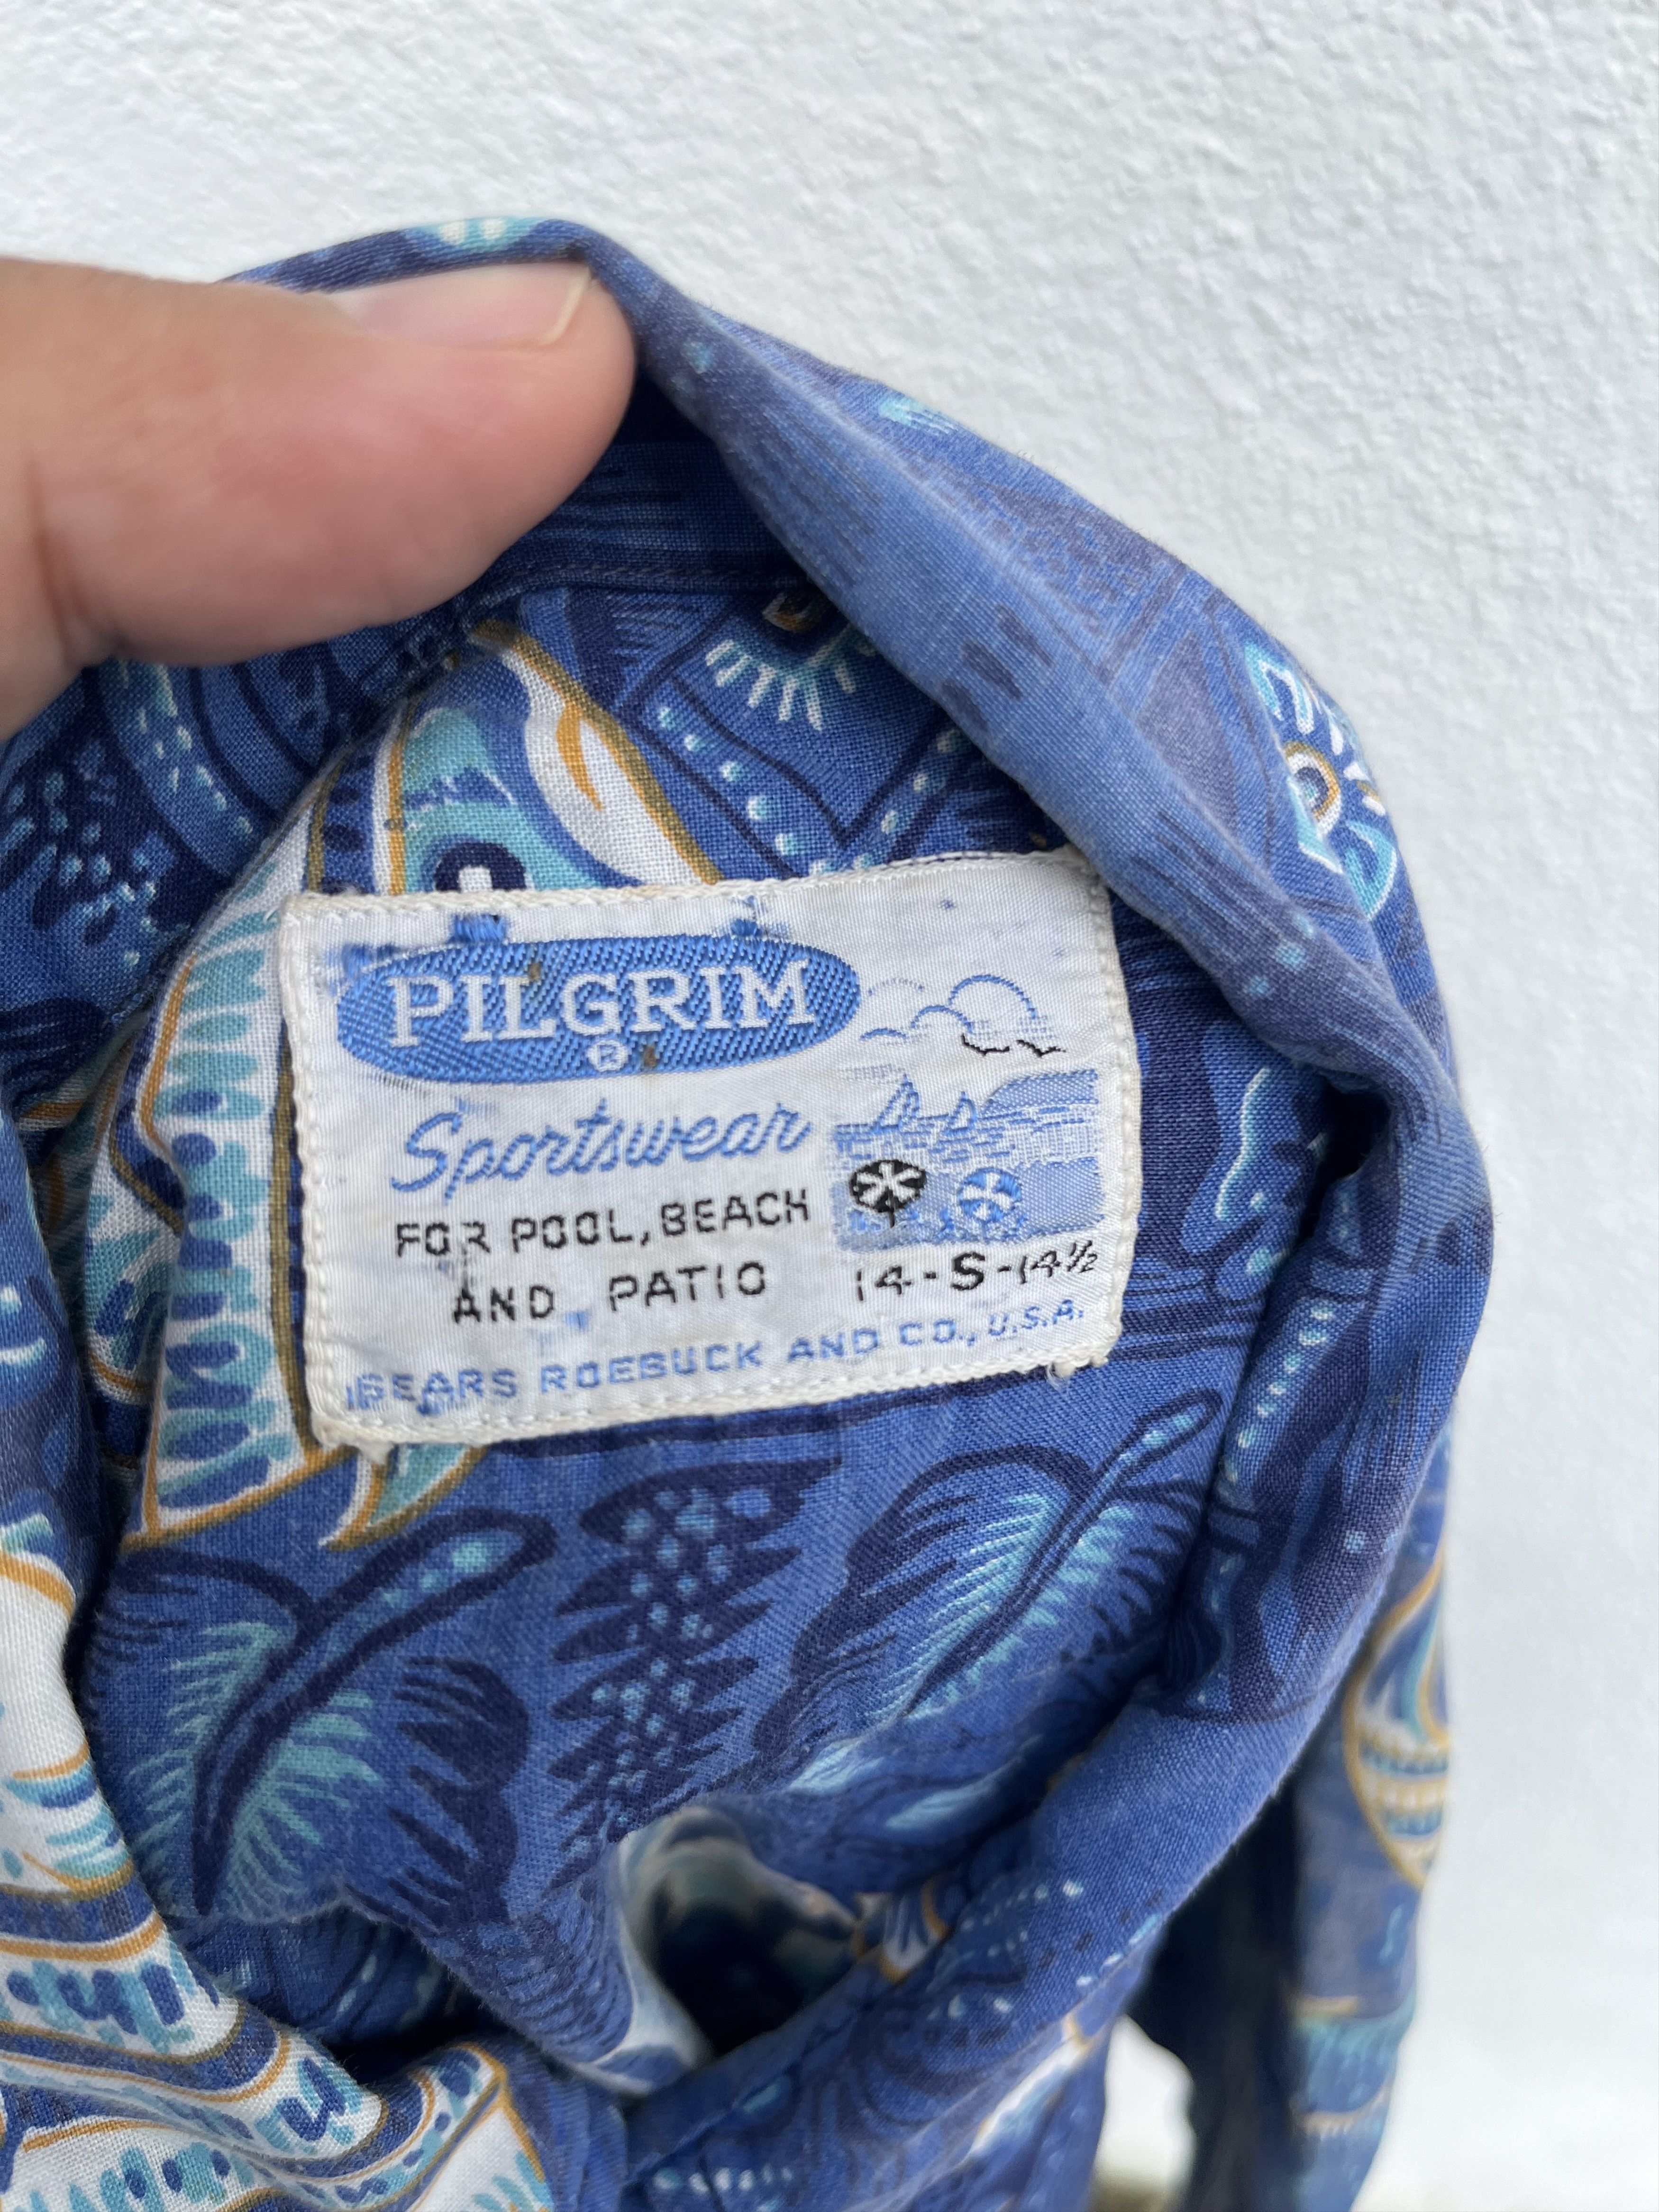 PILGRIM
®
Sportswear
FOR POOL, BEACH
AND PATIO
14-S-14½
SEARS ROEBUCK AND CO., U.S.A.